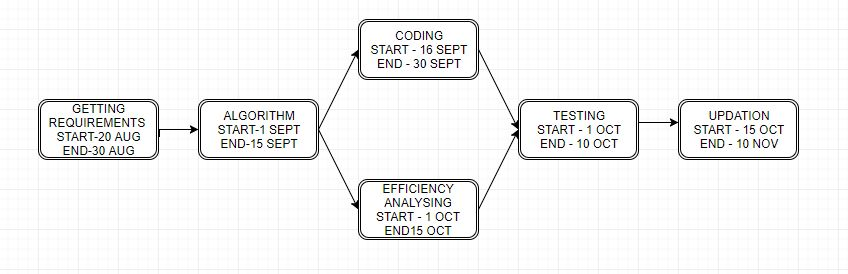 CODING
START - 16 SEPT
END - 30 SEPT
GETTING
REQUIREMENTS
START-20 AUG
END-30 AUG
ALGORITHM
START-1 SEPT
END-15 SEPT
TESTING
START - 1 OCT
END - 10 OCT
UPDATION
START - 15 OCT
END - 10 NOV
EFFICIENCY
ANALYSING
START - 1 OCT
END15 OCT